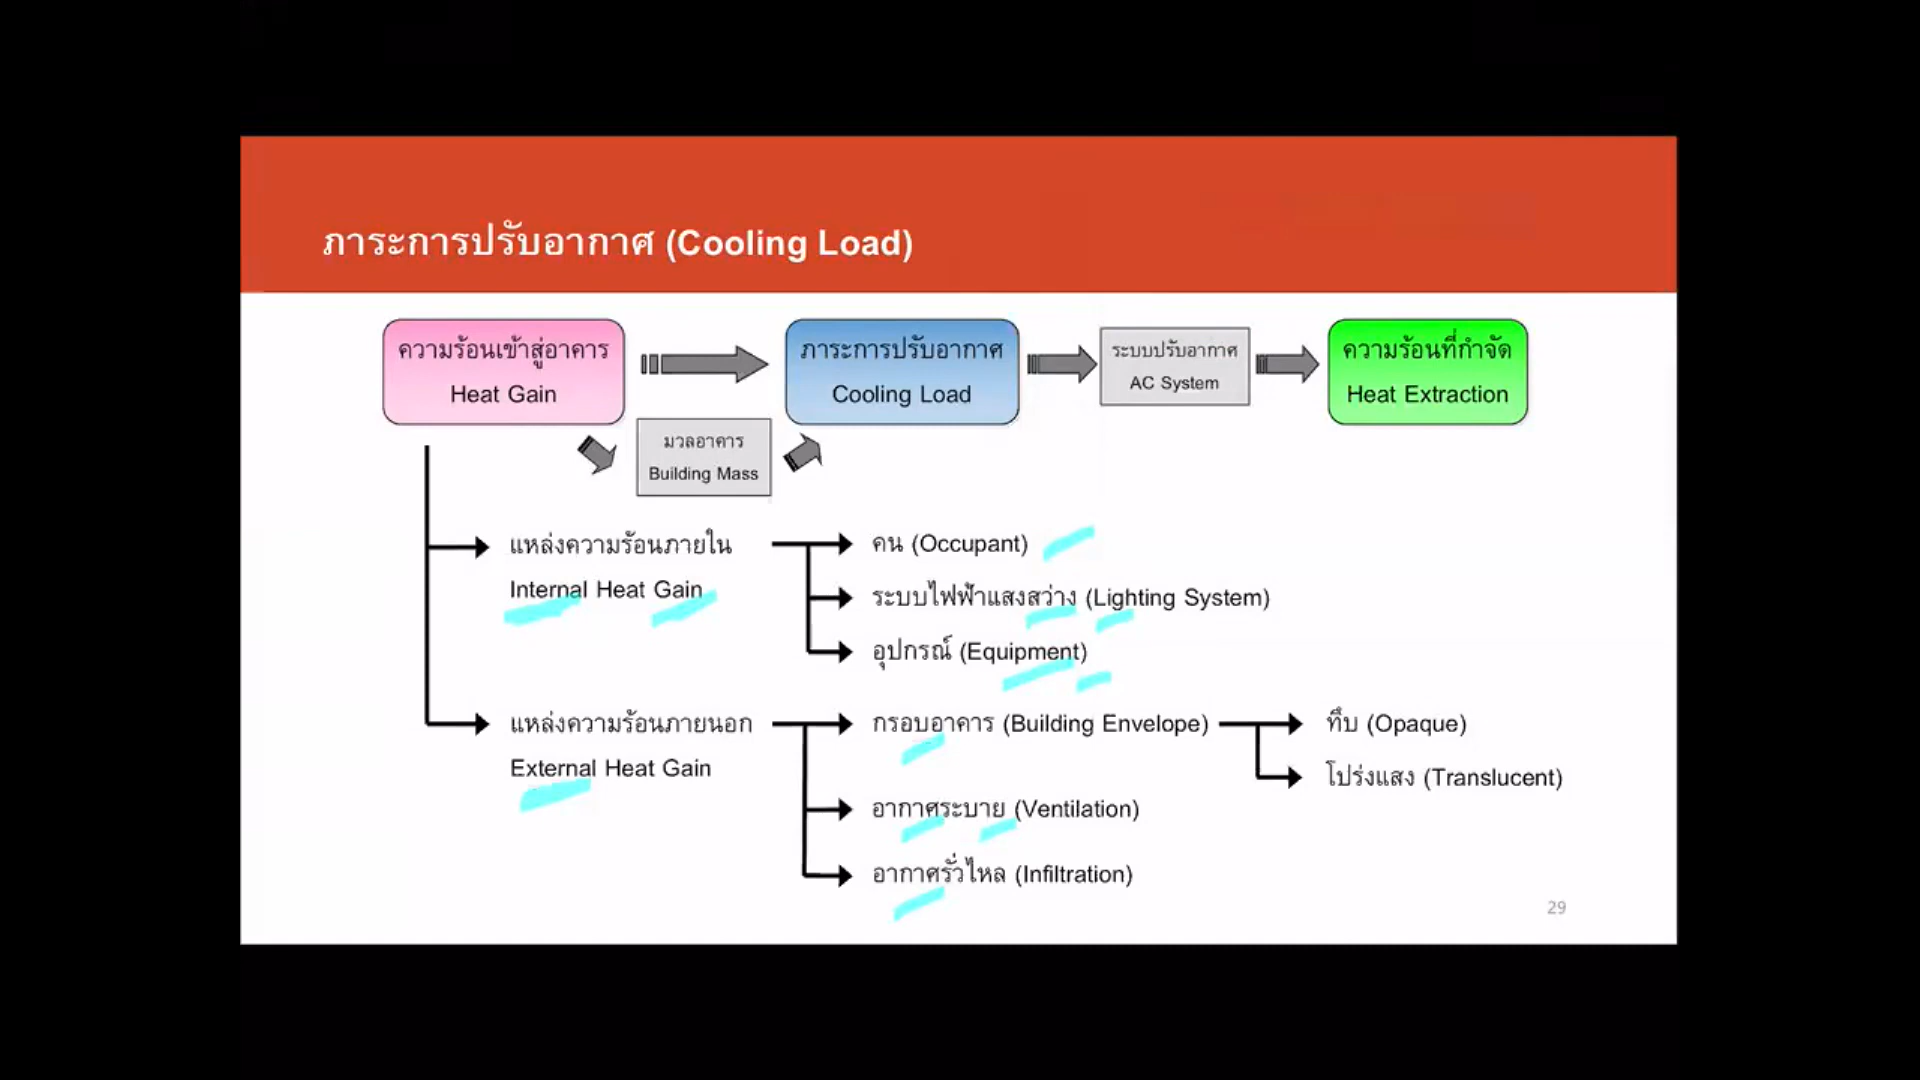 ภาระการปรับอากาศ (Cooling Load)
ความร้อนเข้าสู่อาคาร
Heat Gain
ภาระการปรับอากาศ
Cooling Load
ระบบปรับอากาศ
AC System
ความร้อนที่กำจัด
Heat Extraction
มวลอาคาร
Building Mass
แหล่งความร้อนภายใน
Internal Heat Gain
คน (Occupant)
ระบบไฟฟ้าแสงสว่าง (Lighting System)
อุปกรณ์ (Equipment)
แหล่งความร้อนภายนอก
External Heat Gain
กรอบอาคาร (Building Envelope)
ทึบ (Opaque)
โปร่งแสง (Translucent)
อากาศระบาย (Ventilation)
อากาศรั่วไหล (Infiltration)
29